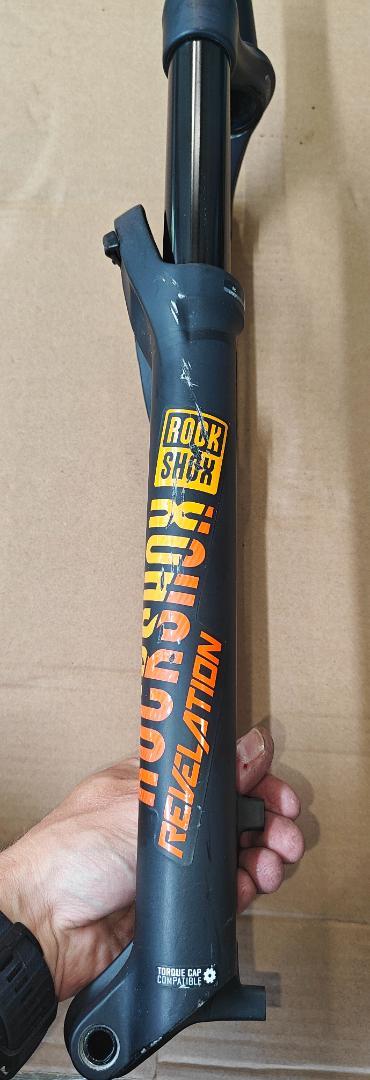 ROCK
SHOX
ROCKSHOX
REVELATION
TORQUE CAP
COMPATIBLE